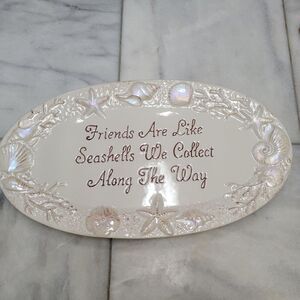 Friends Are Like
Seashells We Collect
Along The Way